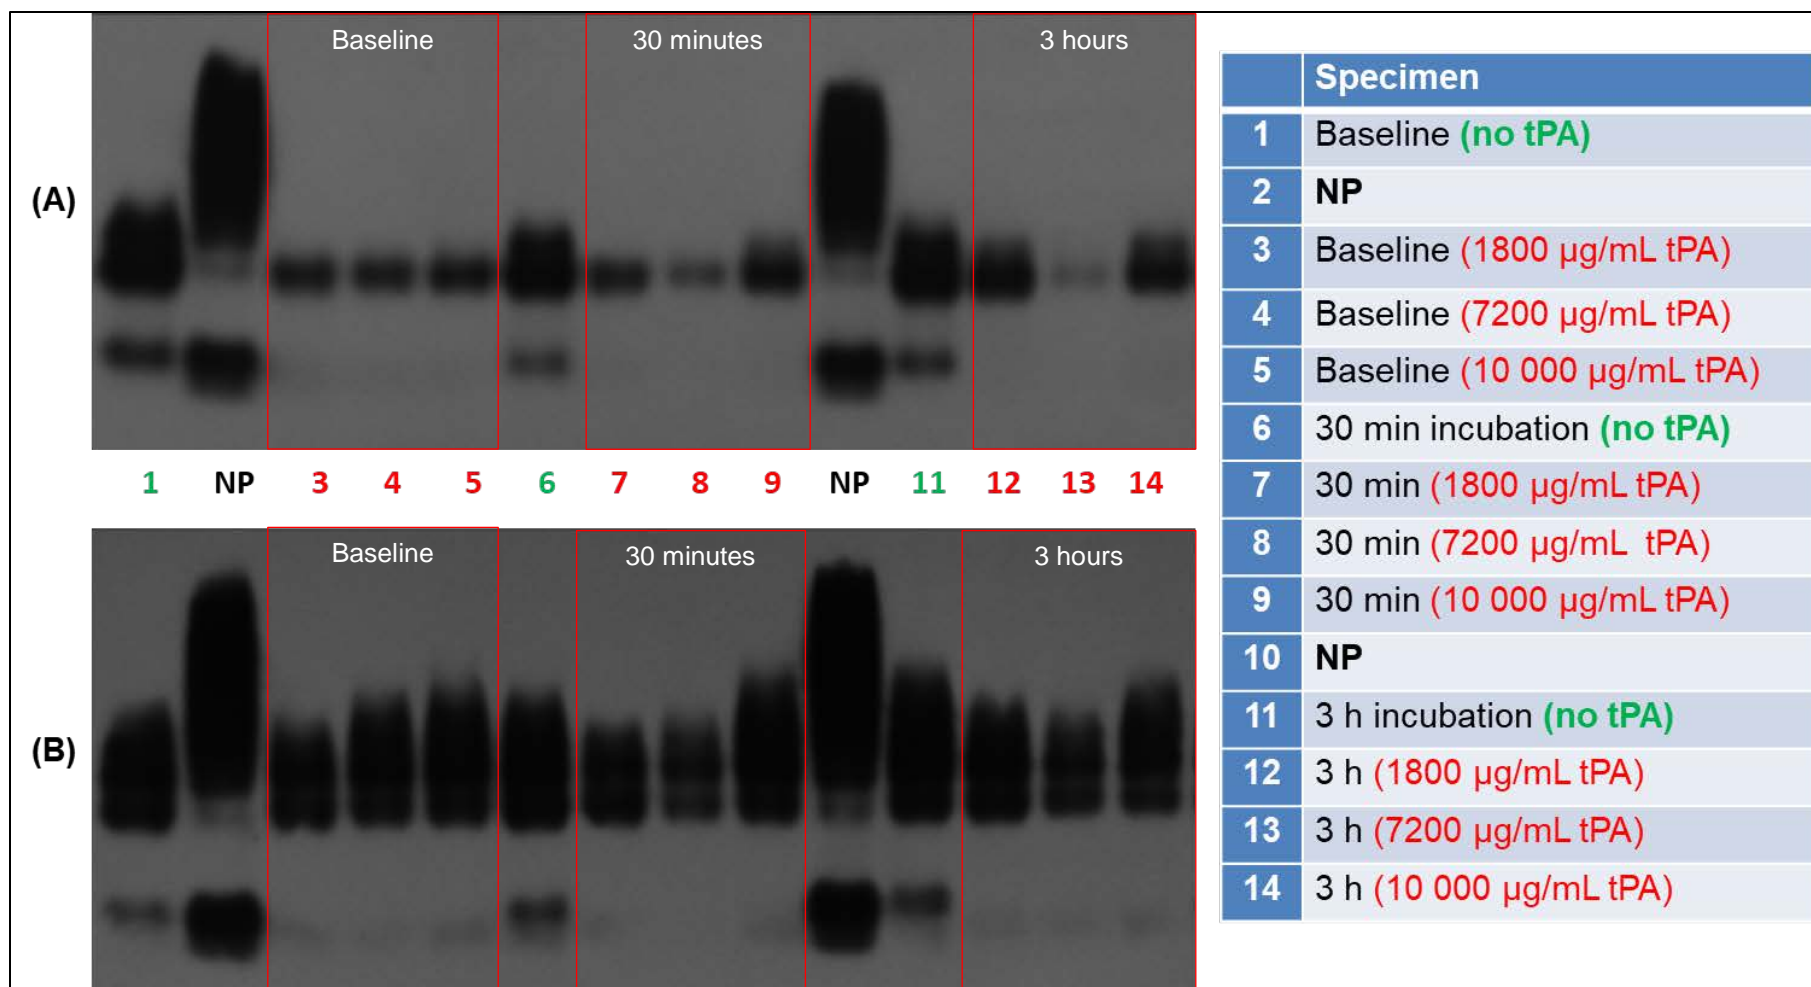 Baseline 30 minutes 3 hours
(A)
1 NP 3 4 5 6 7 8 9 NP 11 12 13 14
Baseline 30 minutes 3 hours
(B)
Specimen
1 Baseline (no tPA)
2 NP
3 Baseline (1800 µg/mL tPA)
4 Baseline (7200 µg/mL tPA)
5 Baseline (10 000 µg/mL tPA)
6 30 min incubation (no tPA)
7 30 min (1800 µg/mL tPA)
8 30 min (7200 µg/mL tPA)
9 30 min (10 000 µg/mL tPA)
10 NP
11 3 h incubation (no tPA)
12 3 h (1800 µg/mL tPA)
13 3 h (7200 µg/mL tPA)
14 3 h (10 000 µg/mL tPA)